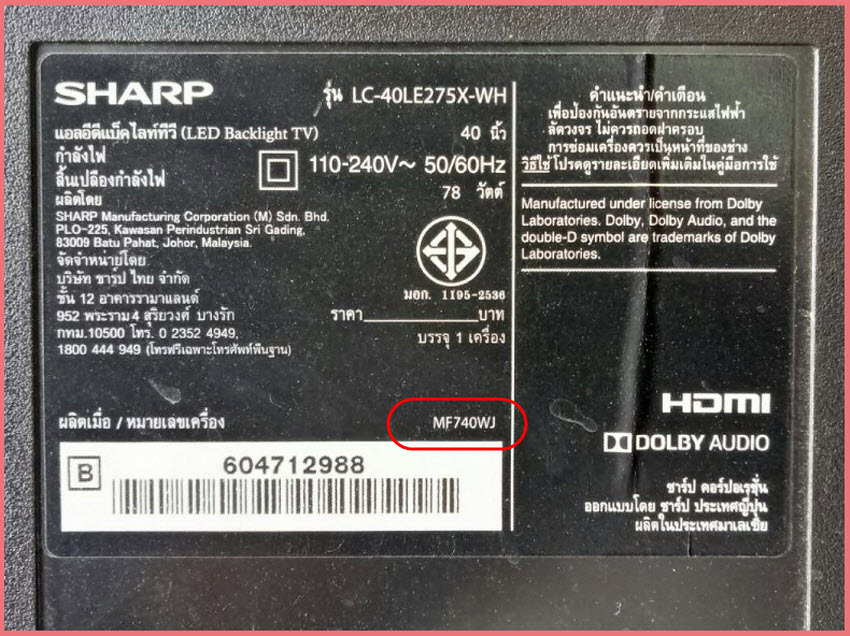 SHARP
รุ่น LC-40LE275X-WH
แอลอีดีแบ็คไลท์ทีวี (LED Backlight TV)
40 นิ้ว
กำลังไฟ
110-240V~ 50/60Hz
สิ้นเปลืองกำลังไฟ
78 วัตต์
ผลิตโดย
SHARP Manufacturing Corporation (M) Sdn. Bhd.
PLO-225, Kawasan Perindustrian Sri Gading,
83009 Batu Pahat, Johor, Malaysia.
จัดจำหน่ายโดย
บริษัท ชาร์ป ไทย จำกัด
ชั้น 12 อาคารรามาแลนด์
952 พระราม 4 สุริยวงศ์ บางรัก
กทม.10500 โทร. 0 2352 4949,
1800 444 949 (โทรฟรีเฉพาะโทรศัพท์พื้นฐาน)
มอก. 1195-2536
ราคา____________บาท
บรรจุ 1 เครื่อง
ผลิตเมื่อ / หมายเลขเครื่อง
MF740WJ
B
604712988
คำแนะนำ/คำเตือน
เพื่อป้องกันอันตรายจากกระแสไฟฟ้า
ลัดวงจร ไม่ควรถอดฝาครอบ
การซ่อมเครื่องควรเป็นหน้าที่ของช่าง
วิธีใช้ โปรดดูรายละเอียดเพิ่มเติมในคู่มือการใช้
Manufactured under license from Dolby
Laboratories. Dolby, Dolby Audio, and the
double-D symbol are trademarks of Dolby
Laboratories.
HDMI
DOLBY AUDIO
ชาร์ป คอร์ปอเรชั่น
ออกแบบโดย ชาร์ป ประเทศญี่ปุ่น
ผลิตในประเทศมาเลเซีย